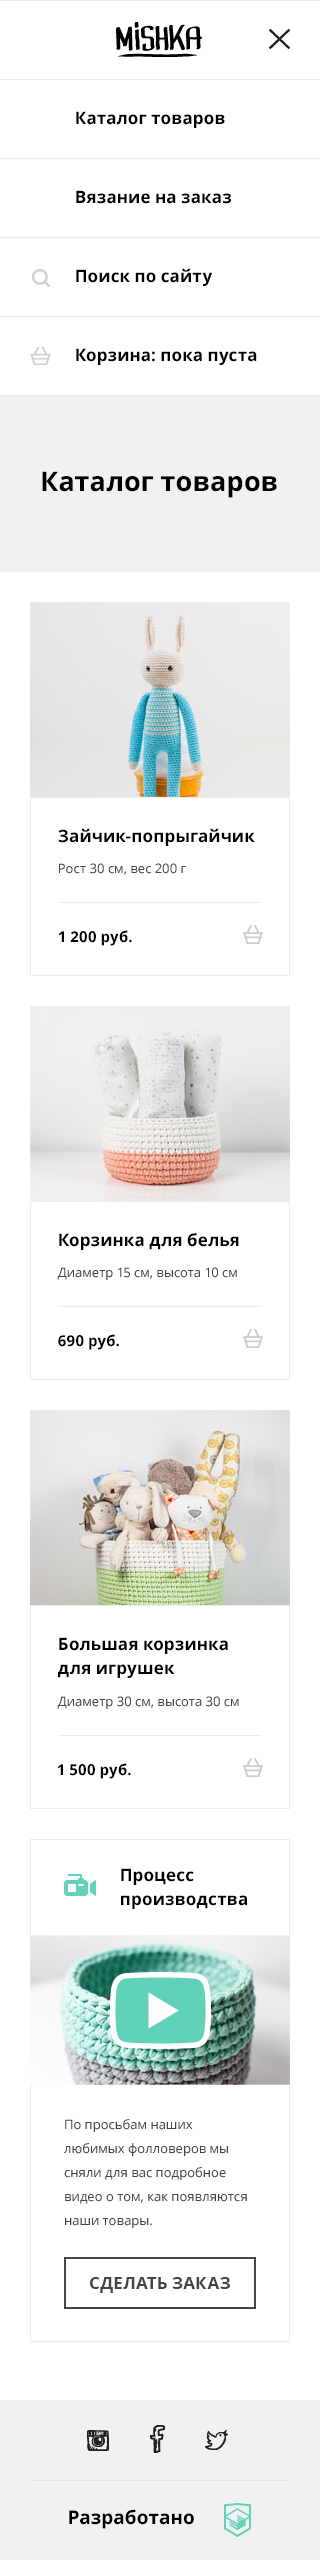 MiSHKA
Каталог товаров
Вязание на заказ
Поиск по сайту
Корзина: пока пуста
Каталог товаров
Зайчик-попрыгайчик
Рост 30 см, вес 200 г
1 200 руб.
Корзинка для белья
Диаметр 15 см, высота 10 см
690 руб.
Большая корзинка
для игрушек
Диаметр 30 см, высота 30 см
1 500 руб.
Процесс
производства
По просьбам наших
любимых фолловеров мы
сняли для вас подробное
видео о том, как появляются
наши товары.
СДЕЛАТЬ ЗАКАЗ
Разработано